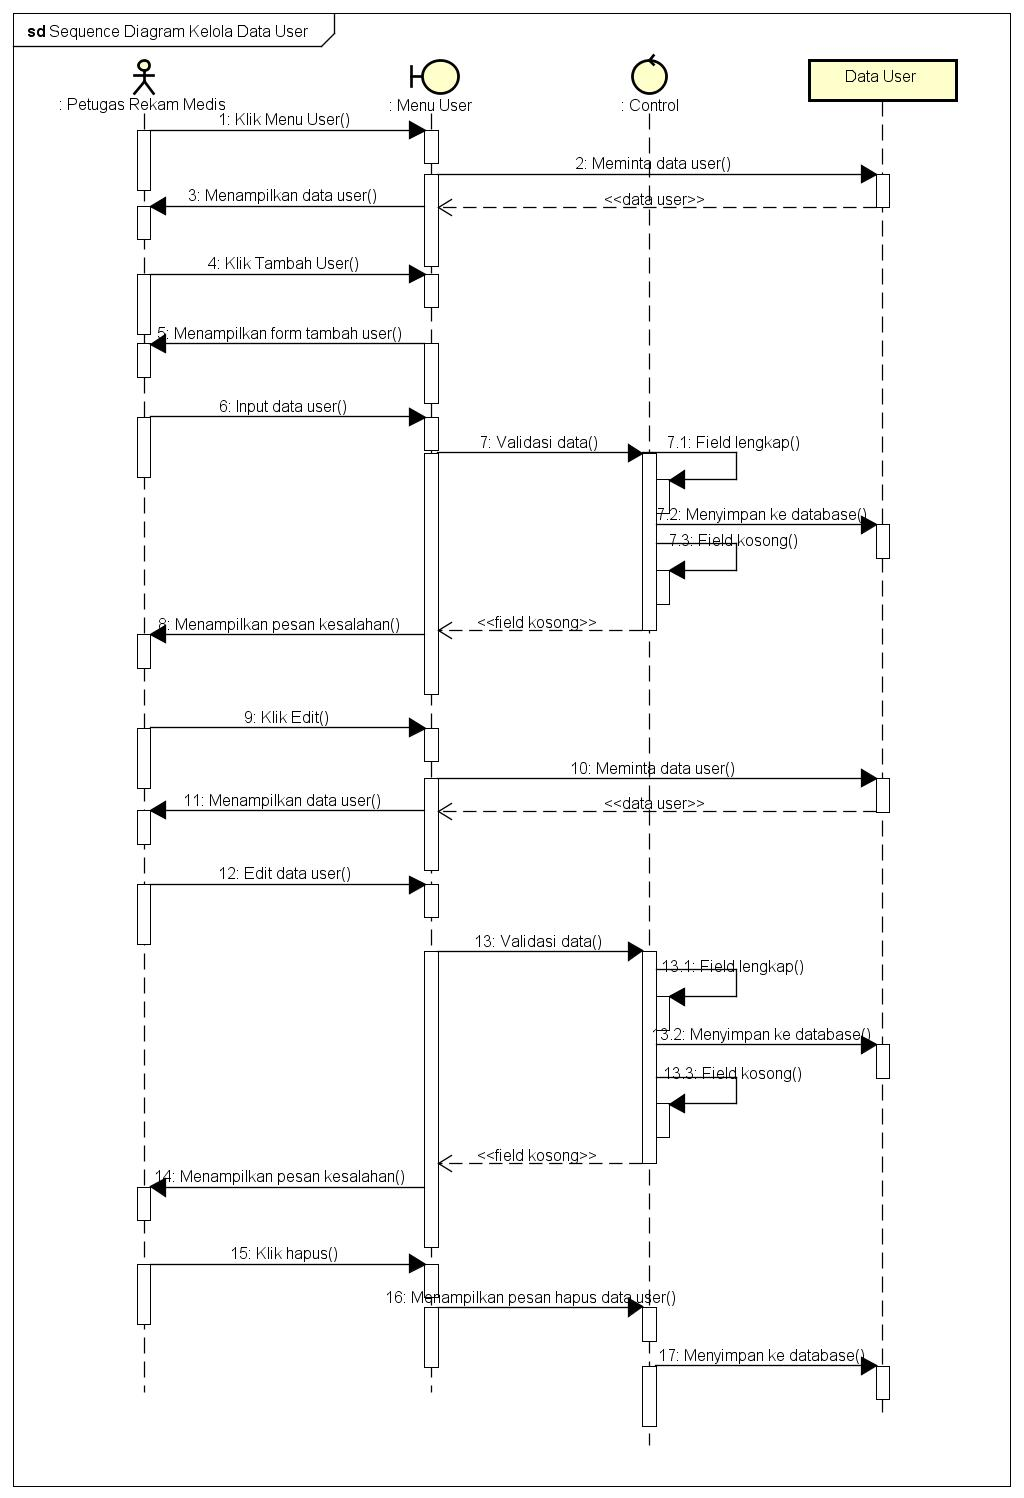 sd Sequence Diagram Kelola Data User
: Petugas Rekam Medis
: Menu User
: Control
Data User
1: Klik Menu User()
2: Meminta data user()
3: Menampilkan data user()
<<data user>>
4: Klik Tambah User()
5: Menampilkan form tambah user()
6: Input data user()
7: Validasi data()
7.1: Field lengkap()
7.2: Menyimpan ke database()
7.3: Field kosong()
<<field kosong>>
8: Menampilkan pesan kesalahan()
9: Klik Edit()
10: Meminta data user()
11: Menampilkan data user()
<<data user>>
12: Edit data user()
13: Validasi data()
13.1: Field lengkap()
13.2: Menyimpan ke database()
13.3: Field kosong()
<<field kosong>>
14: Menampilkan pesan kesalahan()
15: Klik hapus()
16: Menampilkan pesan hapus data user()
17: Menyimpan ke database()